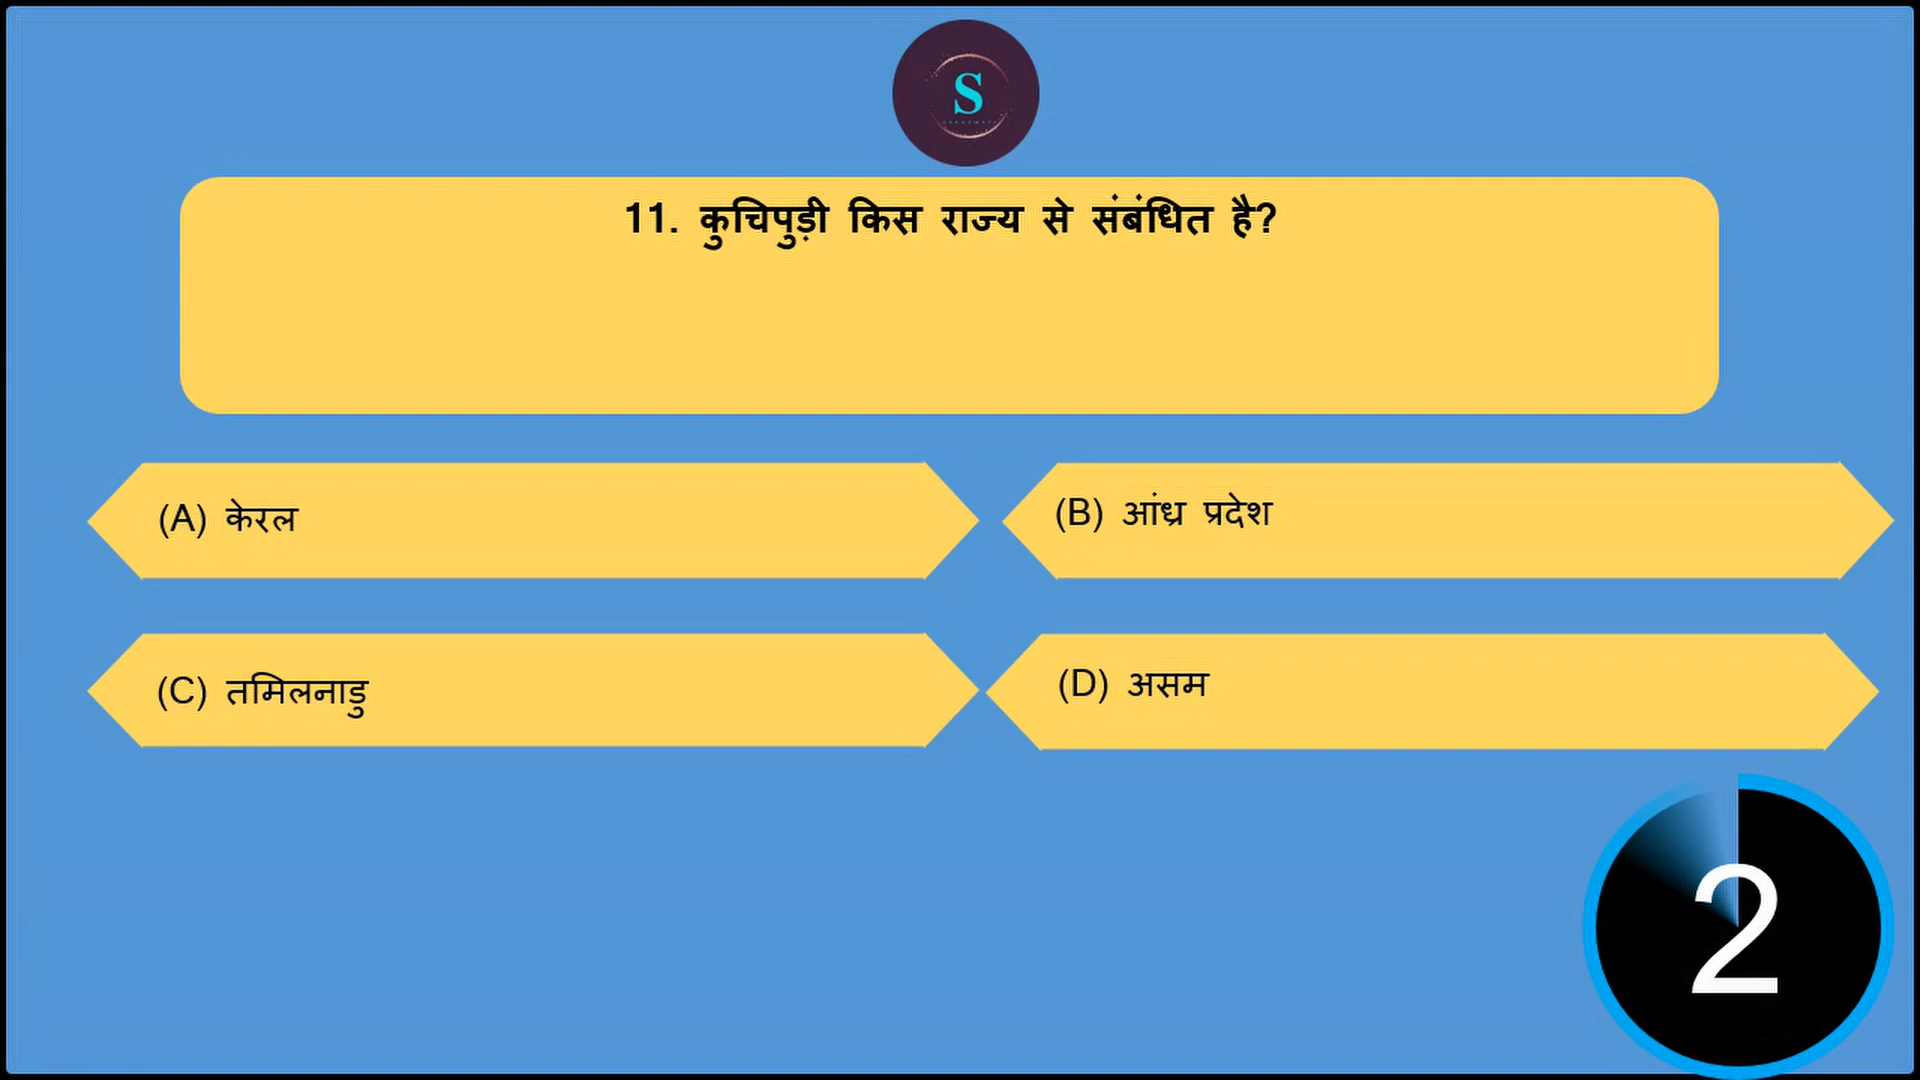 S
11. कुचिपुड़ी किस राज्य से संबंधित है?
(A) केरल
(B) आंध्र प्रदेश
(C) तमिलनाडु
(D) असम
2